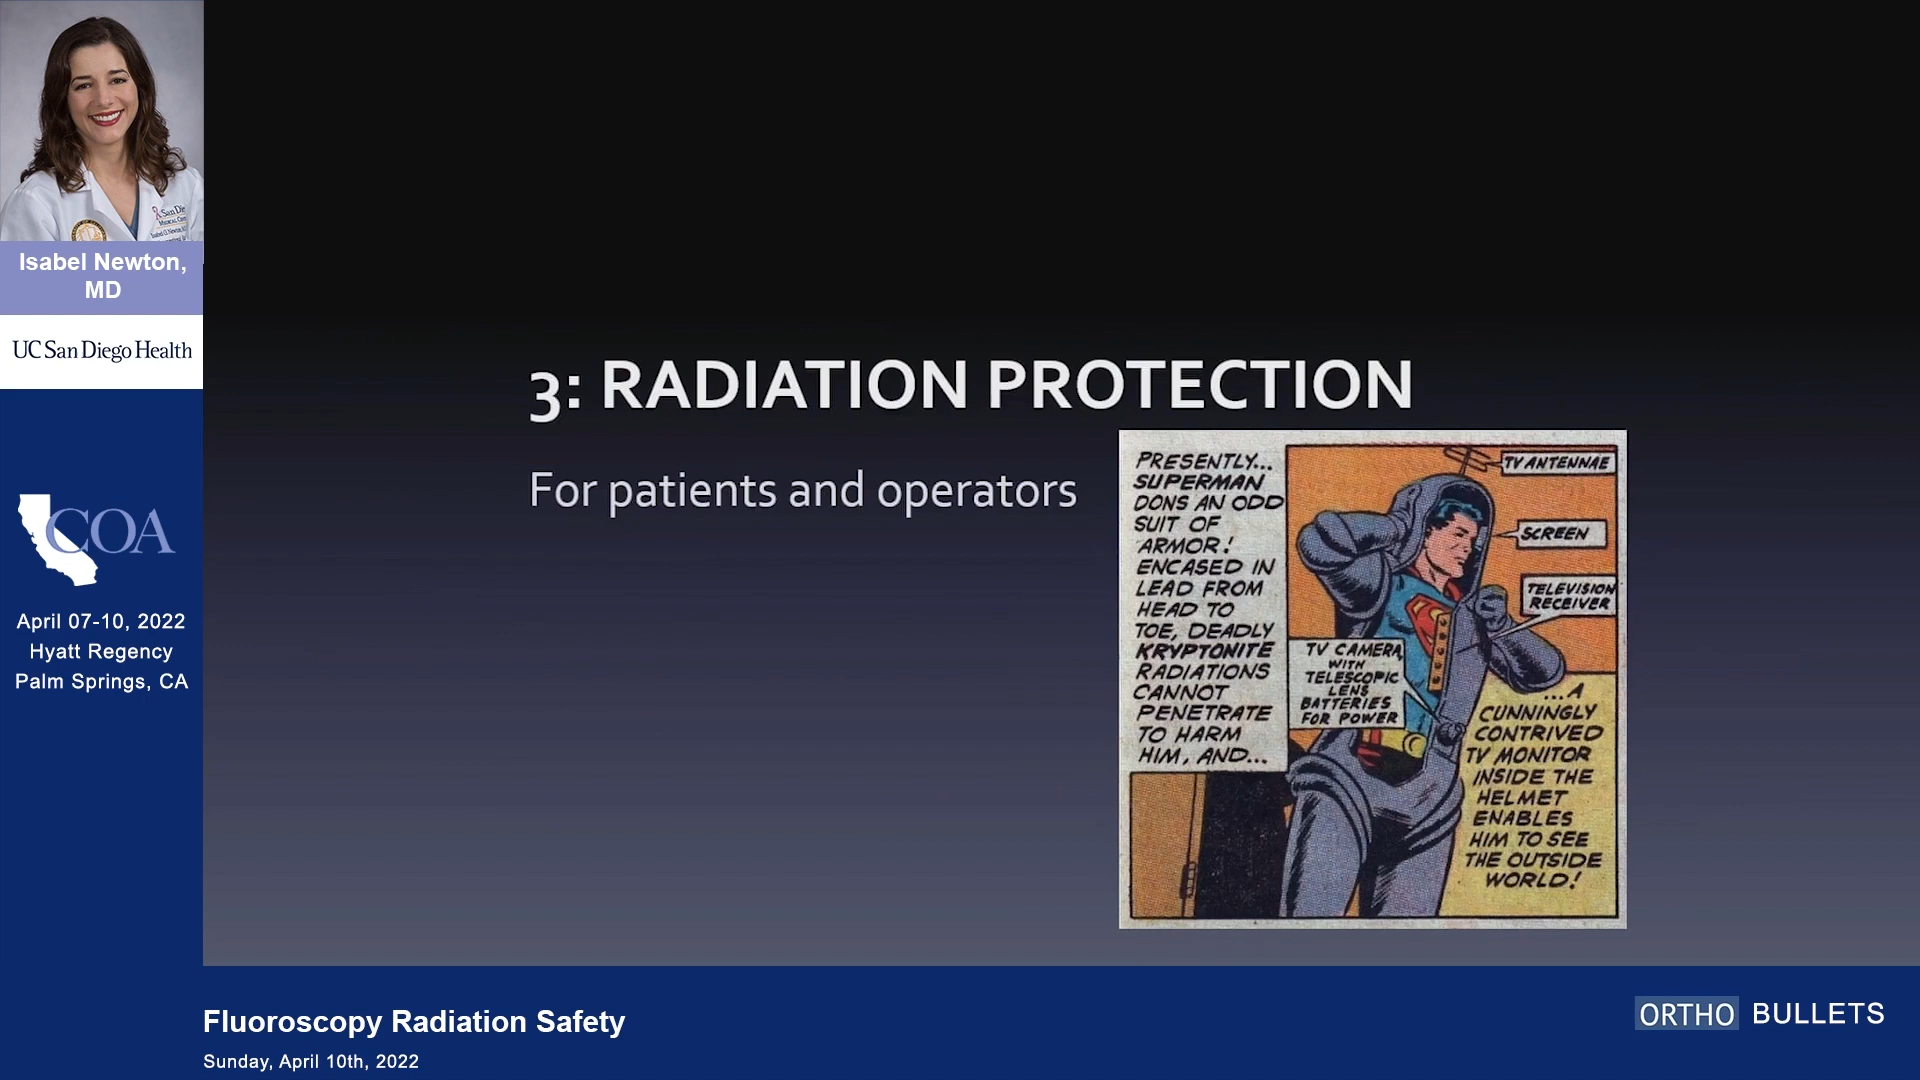 Isabel Newton,
MD
UC San Diego Health
COA
April 07-10, 2022
Hyatt Regency
Palm Springs, CA
3: RADIATION PROTECTION
For patients and operators
PRESENTLY...
SUPERMAN
DONS AN ODD
SUIT OF
ARMOR!
ENCASED IN
LEAD FROM
HEAD TO
TOE, DEADLY
KRYPTONITE
RADIATIONS
CANNOT
PENETRATE
TO HARM
HIM, AND...
TV ANTENNAE
SCREEN
TELEVISION
RECEIVER
TV CAMERA
WITH
TELESCOPIC
LENS
BATTERIES
FOR POWER
...A
CUNNINGLY
CONTRIVED
TV MONITOR
INSIDE THE
HELMET
ENABLES
HIM TO SEE
THE OUTSIDE
WORLD!
Fluoroscopy Radiation Safety
Sunday, April 10th, 2022
ORTHO BULLETS